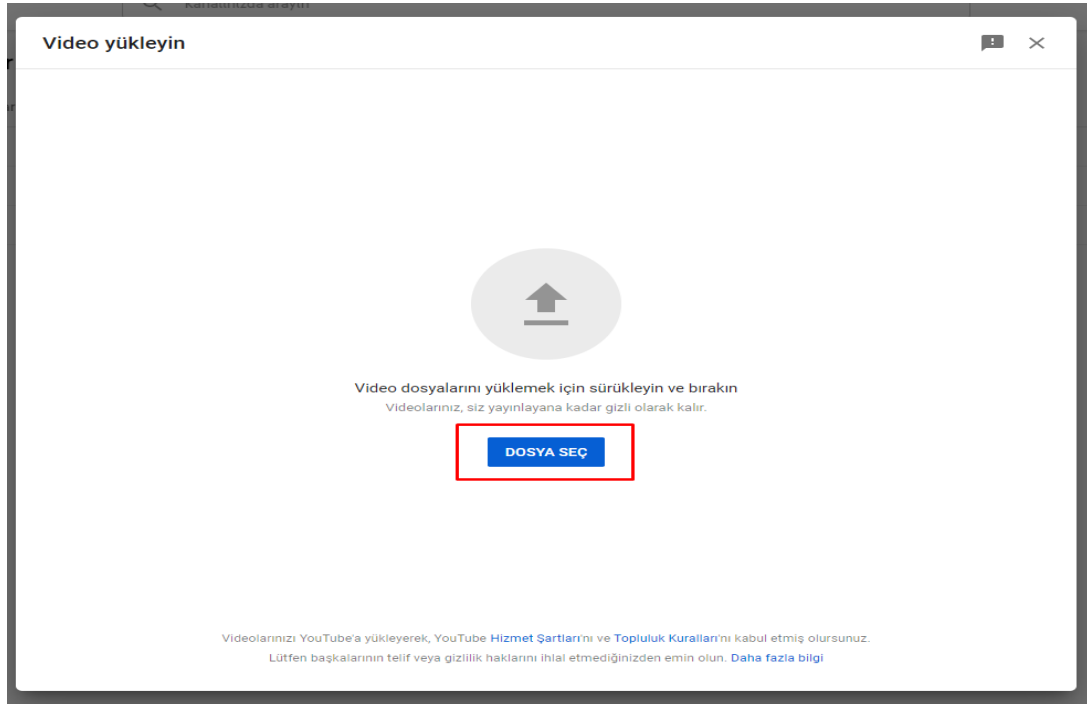 Kanalınızda arayın
Video yükleyin
Video dosyalarını yüklemek için sürükleyin ve bırakın
Videolarınız, siz yayınlayana kadar gizli olarak kalır.
DOSYA SEÇ
Videolarınızı YouTube'a yükleyerek, YouTube Hizmet Şartları'nı ve Topluluk Kuralları'nı kabul etmiş olursunuz.
Lütfen başkalarının telif veya gizlilik haklarını ihlal etmediğinizden emin olun. Daha fazla bilgi